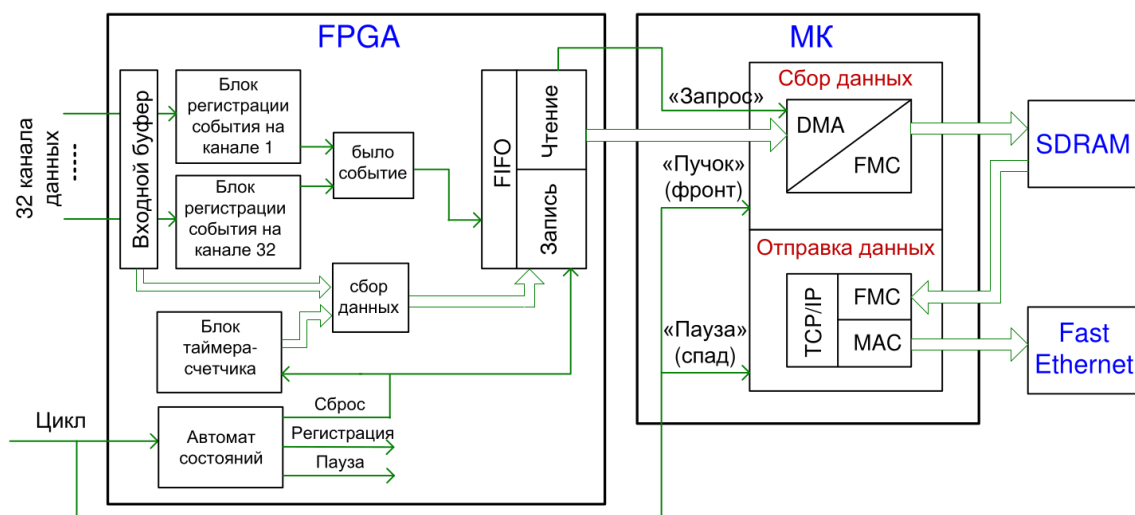 FPGA
32 канала
данных
Входной буфер
Блок
регистрации
события на
канале 1
Блок
регистрации
события на
канале 32
было
событие
FIFO
Чтение
Запись
сбор
данных
Блок
таймера-
счетчика
Цикл
Автомат
состояний
Сброс
Регистрация
Пауза
МК
Сбор данных
«Запрос»
DMA
FMC
«Пучок»
(фронт)
Отправка данных
TCP/IP
FMC
MAC
«Пауза»
(спад)
SDRAM
Fast
Ethernet